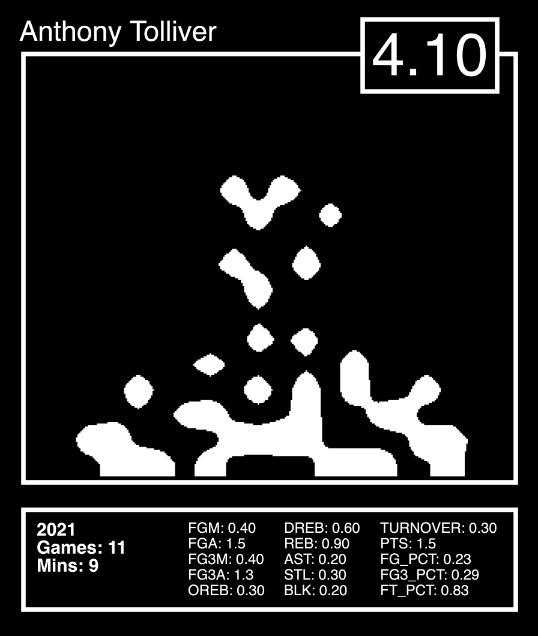 Anthony Tolliver
4.10
2021
Games: 11
Mins: 9
FGM: 0.40
FGA: 1.5
FG3M: 0.40
FG3A: 1.3
OREB: 0.30
DREB: 0.60
REB: 0.90
AST: 0.20
STL: 0.30
BLK: 0.20
TURNOVER: 0.30
PTS: 1.5
FG_PCT: 0.23
FG3_PCT: 0.29
FT_PCT: 0.83